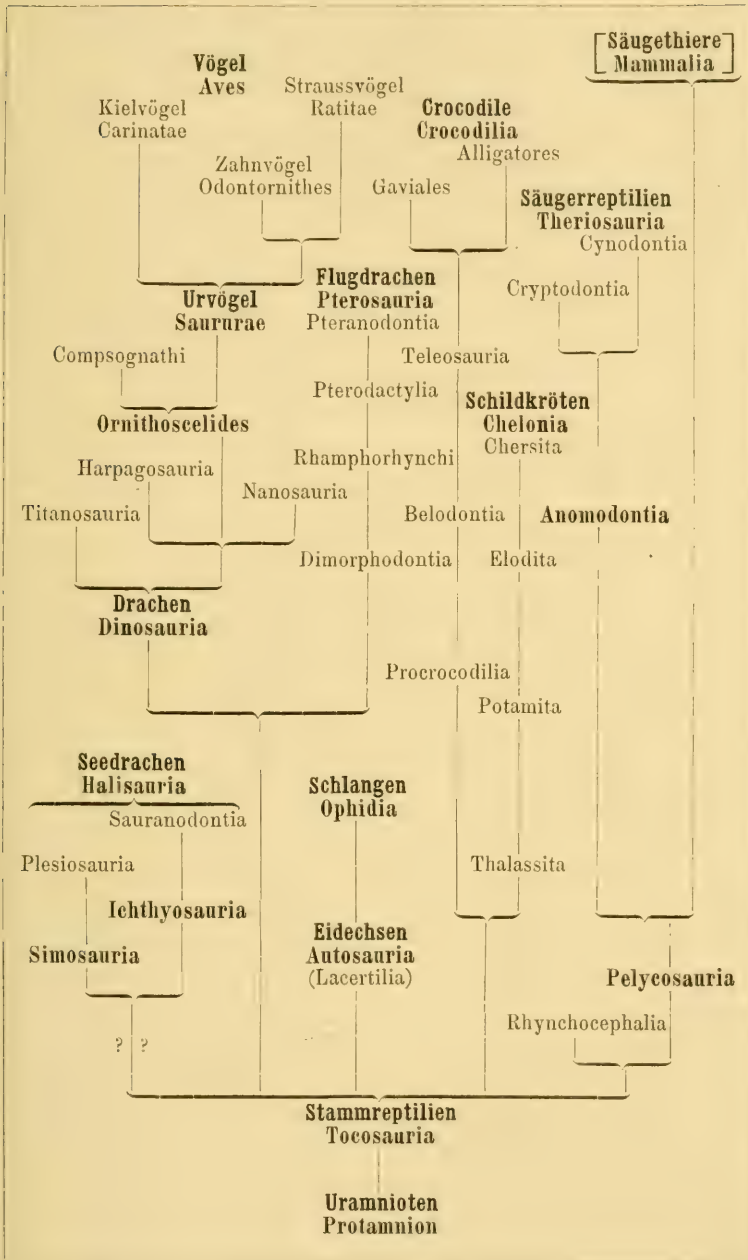 Säugethiere
Mammalia
Vögel
Aves
Straussvögel
Ratitae
Kielvögel
Carinatae
Crocodile
Crocodilia
Alligatores
Zahnvögel
Odontornithes
Gaviales
Säugerreptilien
Theriosauria
Cynodontia
Flugdrachen
Pterosauria
Pteranodontia
Cryptodontia
Urvögel
Saururae
Compsognathi
Teleosauria
Pterodactylia
Schildkröten
Chelonia
Chersita
Ornithoscelides
Harpagosauria
Rhamphorhynchi
Nanosauria
Titanosauria
Belodontia
Anomodontia
Dimorphodontia
Elodita
Drachen
Dinosauria
Procrocodilia
Potamita
Seedrachen
Halisauria
Sauranodontia
Schlangen
Ophidia
Plesiosauria
Thalassita
Ichthyosauria
Simosauria
Eidechsen
Autosauria
(Lacertilia)
Pelycosauria
Rhynchocephalia
? ?
Stammreptilien
Tocosauria
Uramnioten
Protamnion